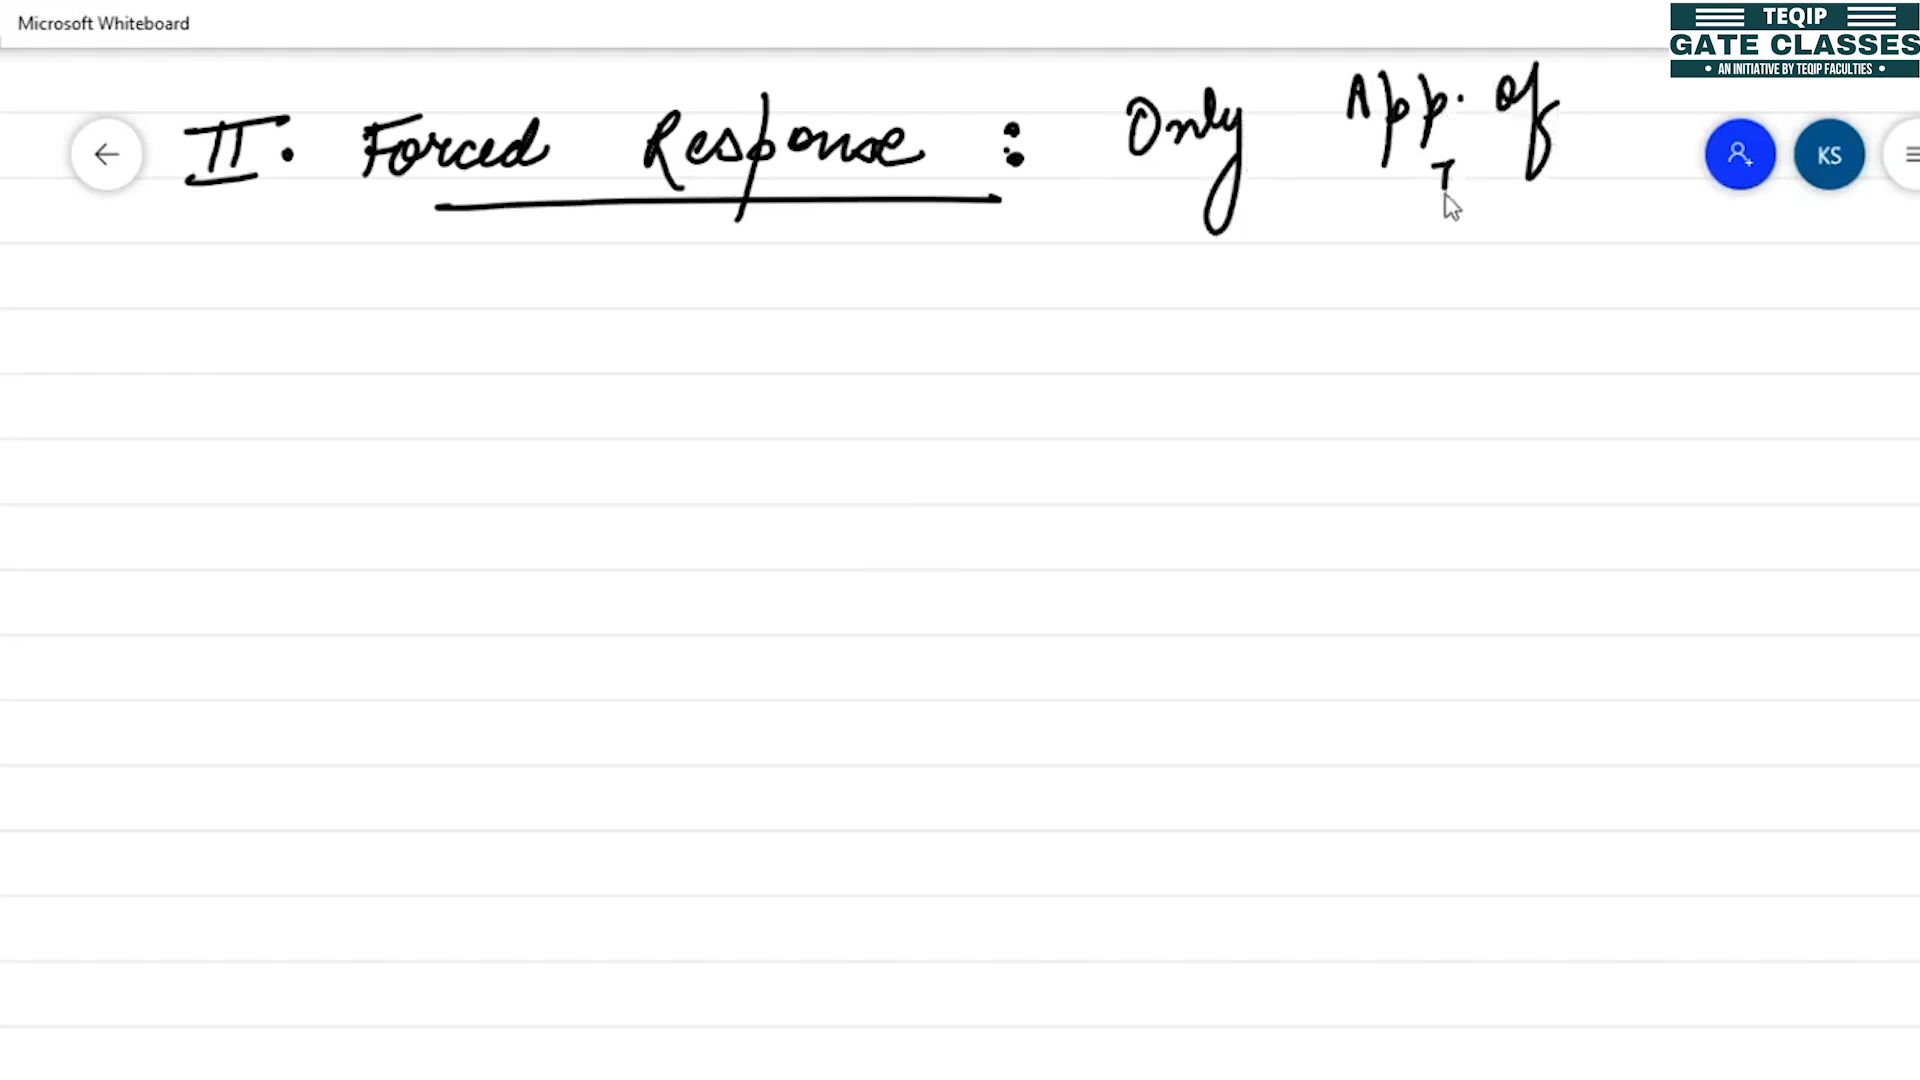 Microsoft Whiteboard
TEQIP
GATE CLASSES
• AN INITIATIVE BY TEQIP FACULTIES •
II. Forced Response : Only App. of
KS